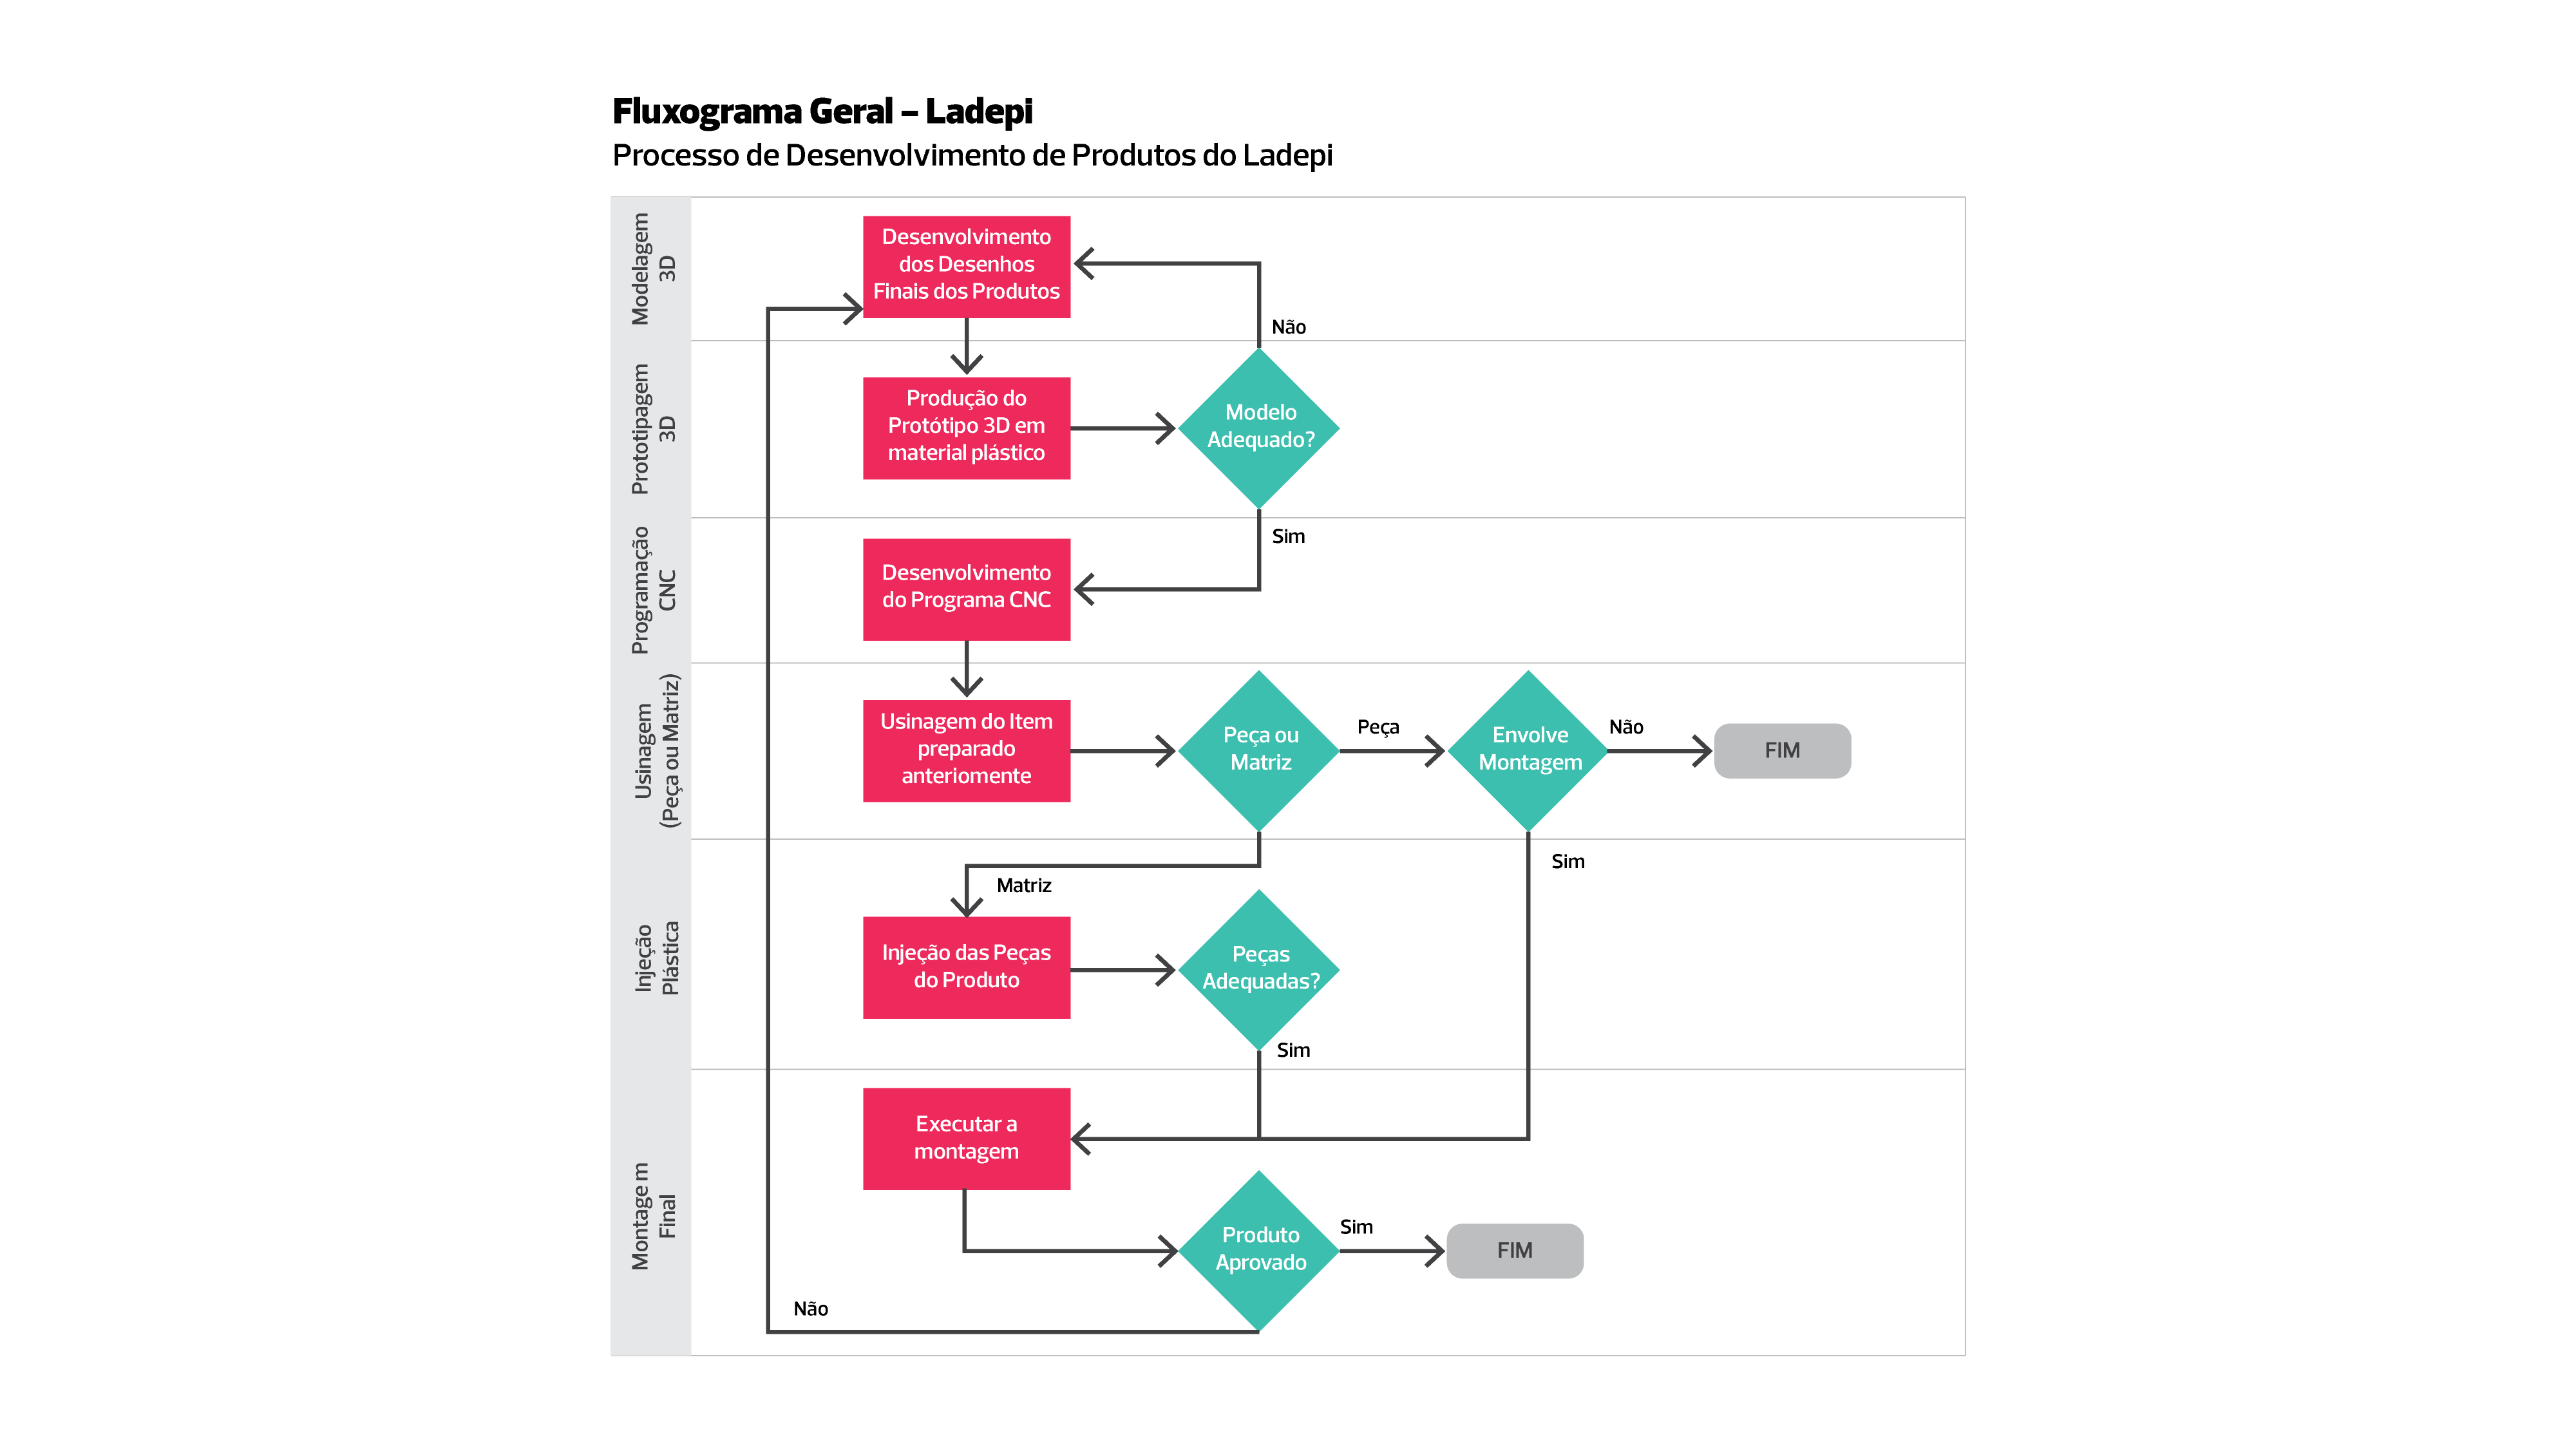 Fluxograma Geral – Ladepi
Processo de Desenvolvimento de Produtos do Ladepi
Modelagem
3D
Desenvolvimento
dos Desenhos
Finais dos Produtos
Não
Prototipagem
3D
Produção do
Protótipo 3D em
material plástico
Modelo
Adequado?
Sim
Programação
CNC
Desenvolvimento
do Programa CNC
Usinagem
(Peça ou Matriz)
Usinagem do Item
preparado
anteriomente
Peça ou
Matriz
Peça
Envolve
Montagem
Não
FIM
Sim
Matriz
Injeção
Plástica
Injeção das Peças
do Produto
Peças
Adequadas?
Sim
Montage m
Final
Executar a
montagem
Produto
Aprovado
Sim
FIM
Não